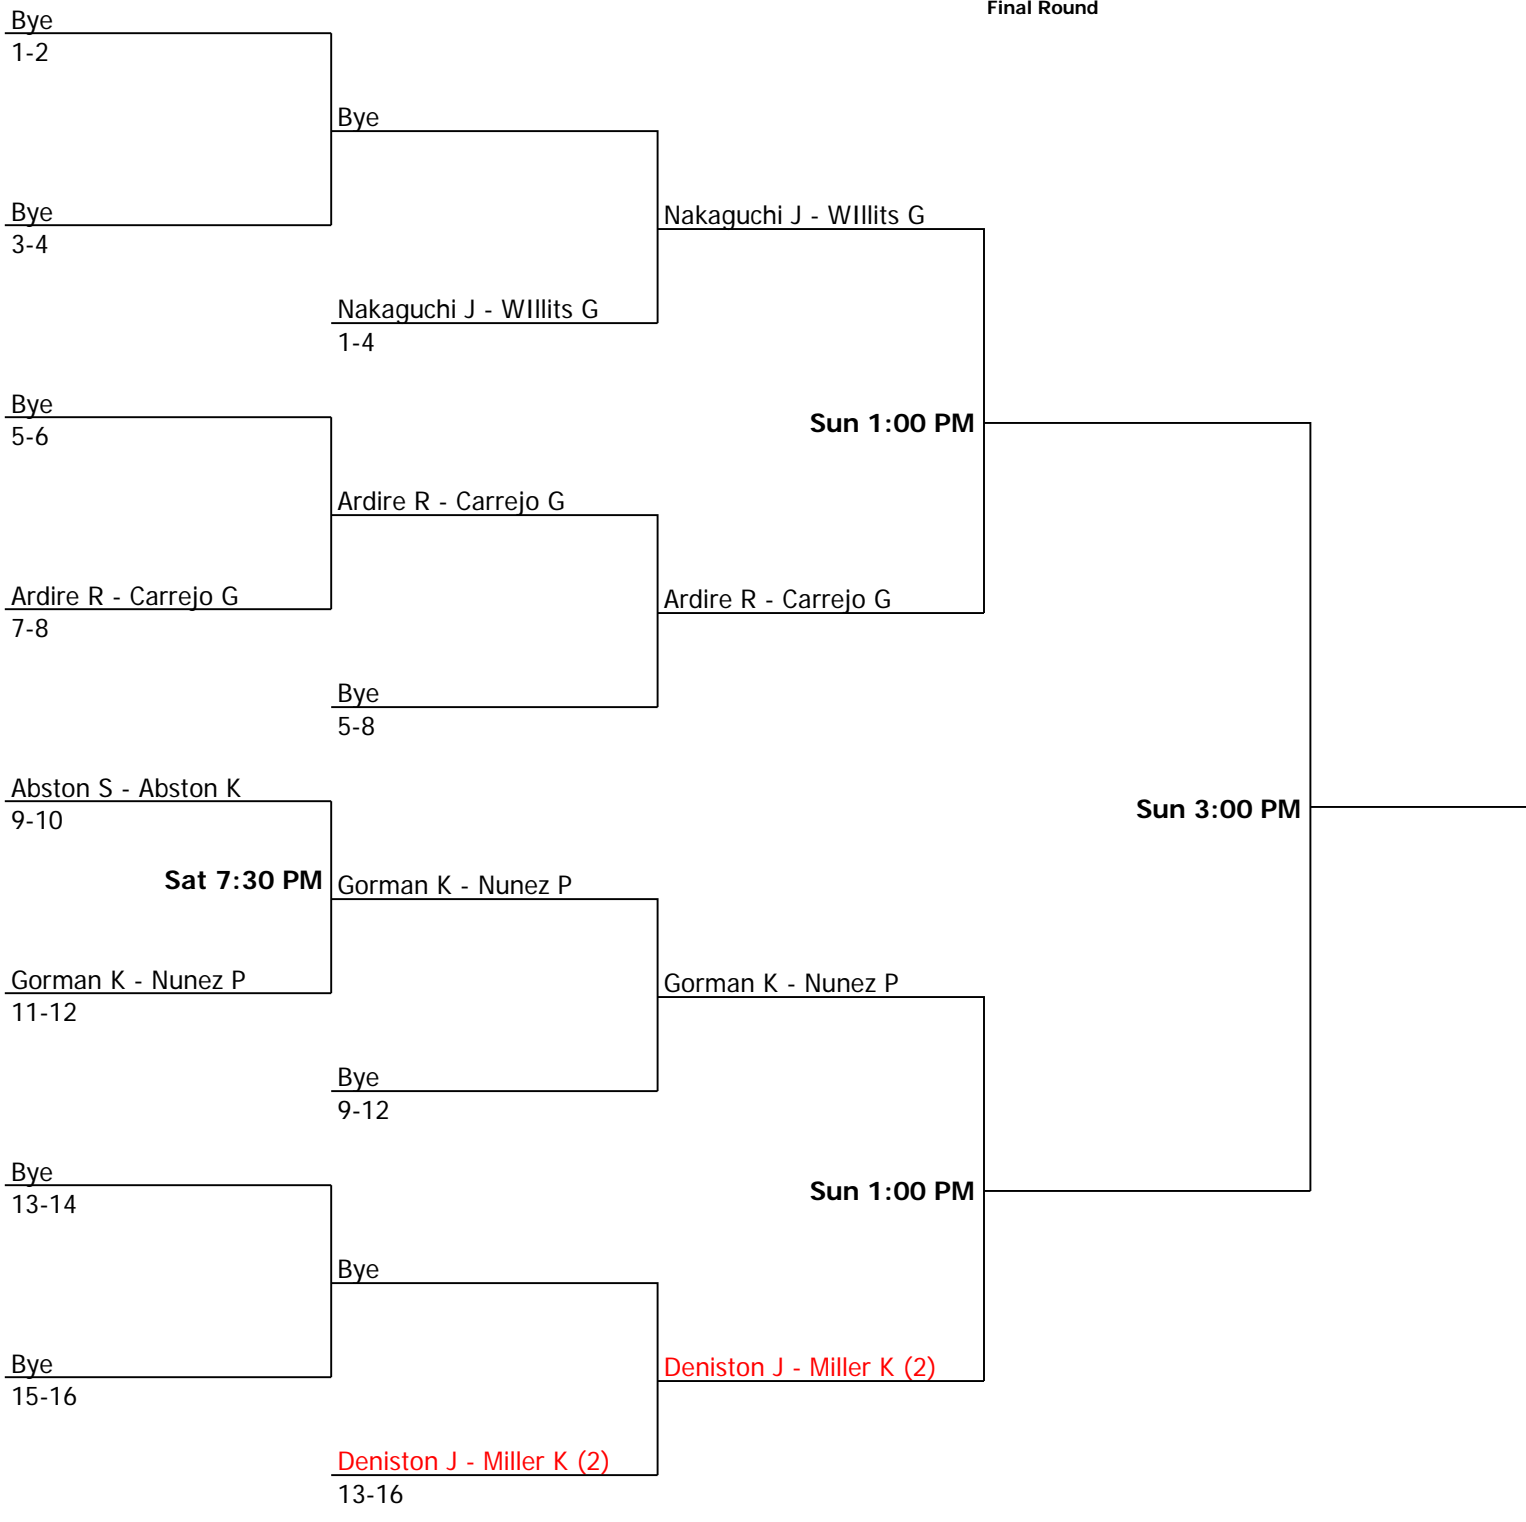 Final Round
Bye
1-2
Bye
Bye
3-4
Nakaguchi J - WIllits G
Nakaguchi J - WIllits G
1-4
Bye
5-6
Sun 1:00 PM
Ardire R - Carrejo G
Ardire R - Carrejo G
7-8
Ardire R - Carrejo G
Bye
5-8
Abston S - Abston K
9-10
Sun 3:00 PM
Sat 7:30 PM
Gorman K - Nunez P
Gorman K - Nunez P
11-12
Gorman K - Nunez P
Bye
9-12
Bye
13-14
Sun 1:00 PM
Bye
Bye
15-16
Deniston J - Miller K (2)
Deniston J - Miller K (2)
13-16